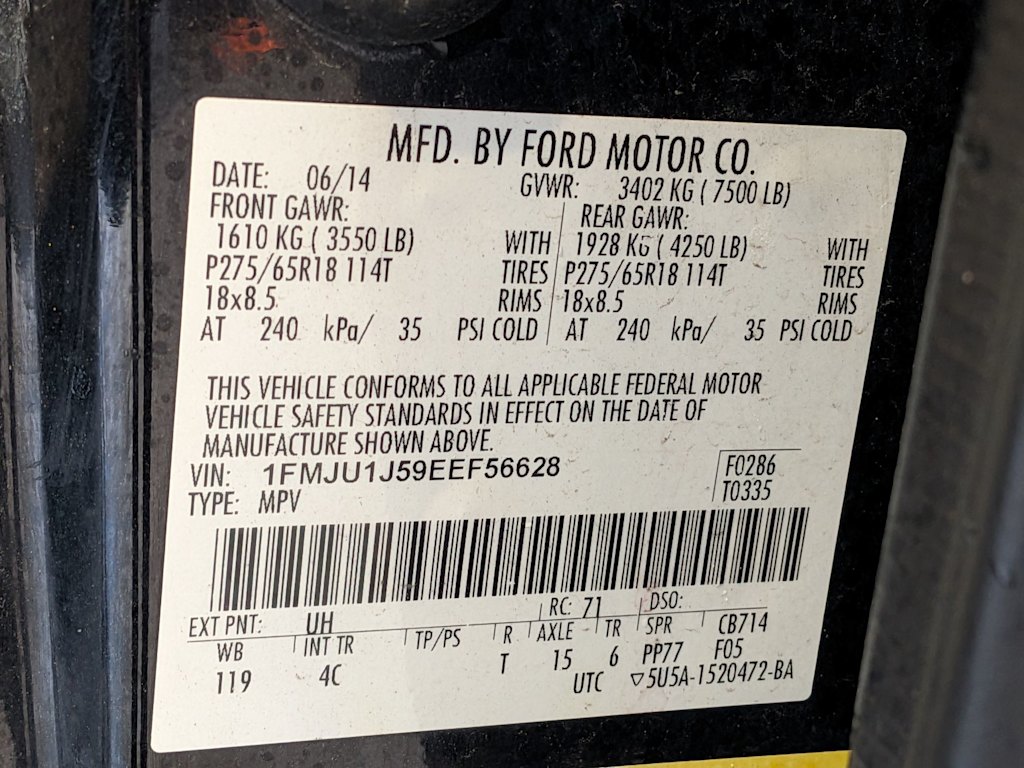 MFD. BY FORD MOTOR CO.
DATE: 06/14 GVWR: 3402 KG ( 7500 LB)
FRONT GAWR: REAR GAWR:
1610 KG ( 3550 LB) WITH 1928 KG ( 4250 LB) WITH
P275/65R18 114T TIRES P275/65R18 114T TIRES
18x8.5 RIMS 18x8.5 RIMS
AT 240 kPa/ 35 PSI COLD AT 240 kPa/ 35 PSI COLD
THIS VEHICLE CONFORMS TO ALL APPLICABLE FEDERAL MOTOR
VEHICLE SAFETY STANDARDS IN EFFECT ON THE DATE OF
MANUFACTURE SHOWN ABOVE.
VIN: 1FMJU1J59EEF56628 F0286
TYPE: MPV T0335
EXT PNT: UH RC: 71 DSO:
WB INT TR TP/PS R AXLE TR SPR CB714
119 4C T 15 6 PP77 F05
UTC ▽5U5A-1520472-BA